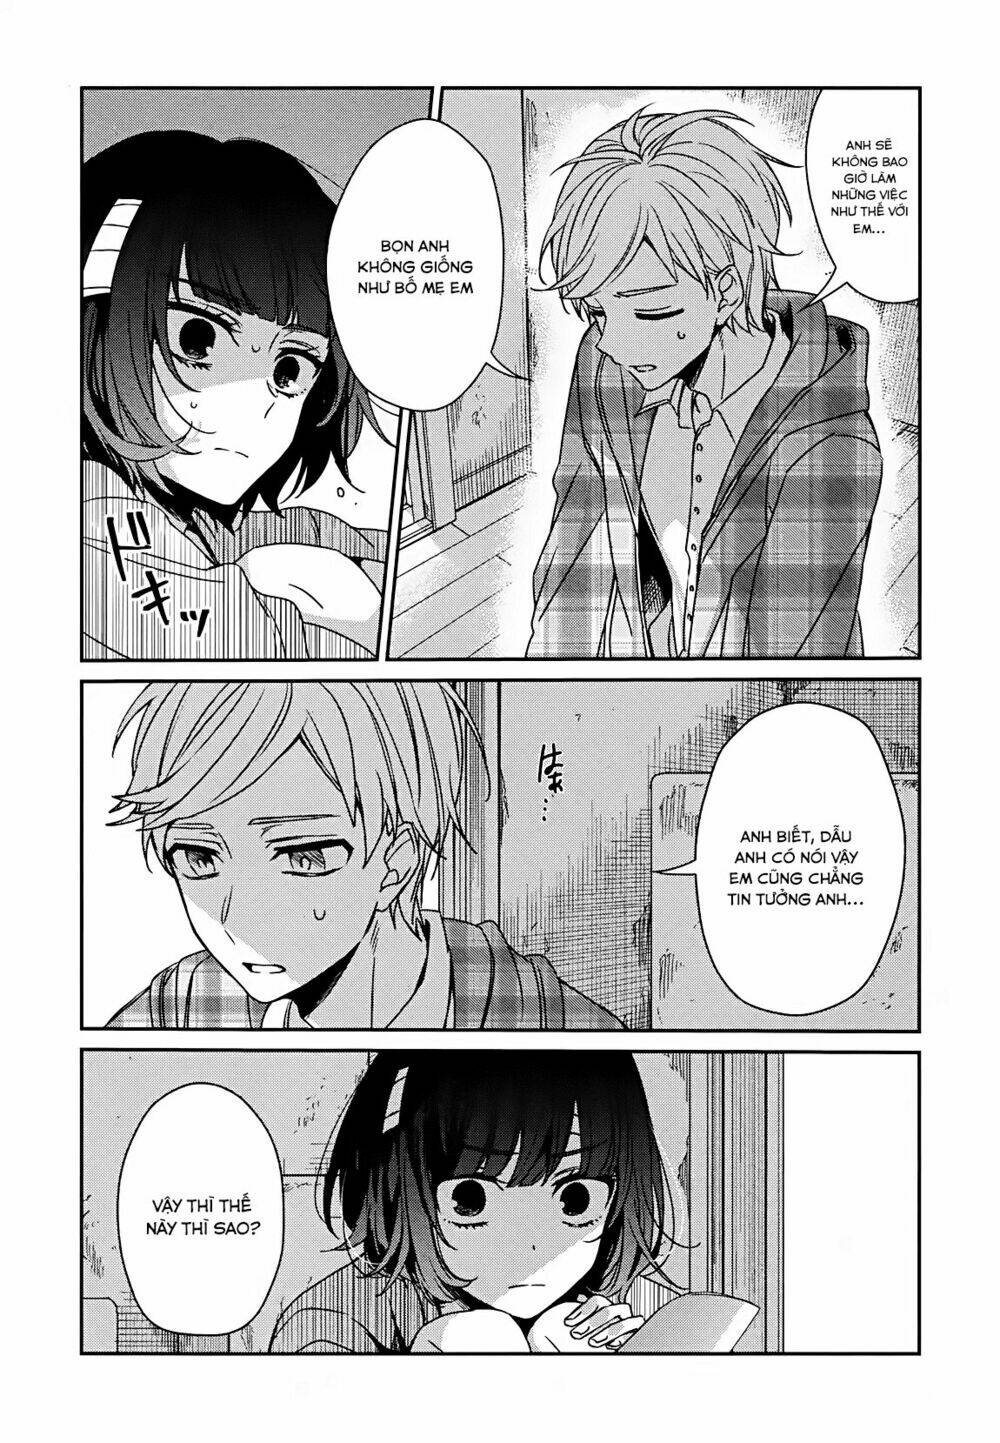 ANH SẼ
KHÔNG BAO
GIỜ LÀM
NHỮNG VIỆC
NHƯ THẾ VỚI
EM...
BỌN ANH
KHÔNG GIỐNG
NHƯ BỐ MẸ EM
ドキッ
はぁ…
ANH BIẾT, DẪU
ANH CÓ NÓI VẬY
EM CŨNG CHẲNG
TIN TƯỞNG ANH...
VẬY THÌ THẾ
NÀY THÌ SAO?